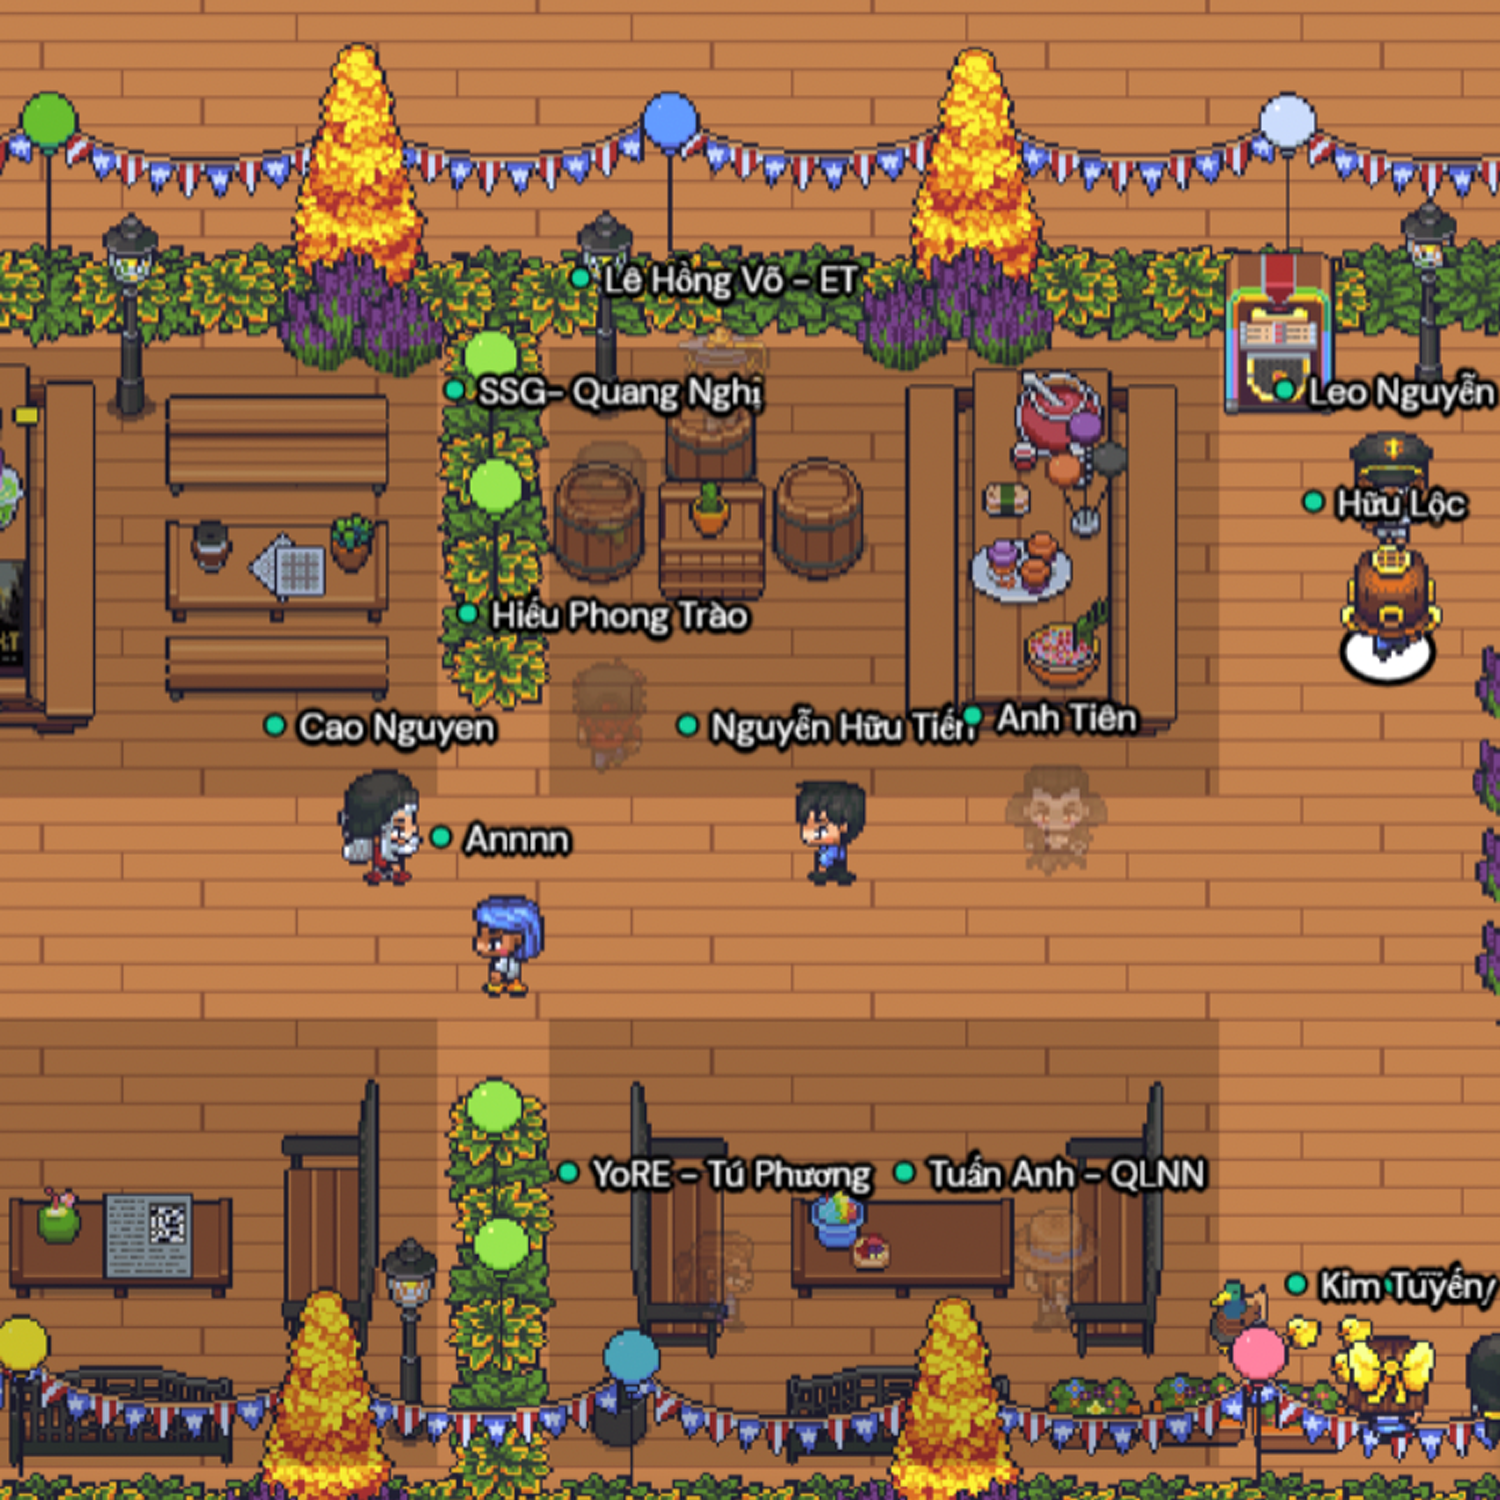 Lê Hồng Võ - ET
SSG- Quang Nghị
Leo Nguyễn
Hữu Lộc
Hiếu Phong Trào
Cao Nguyen
Nguyễn Hữu Tiến
Anh Tiên
Annnn
YoRE - Tú Phương
Tuấn Anh - QLNN
Kim Tuyến